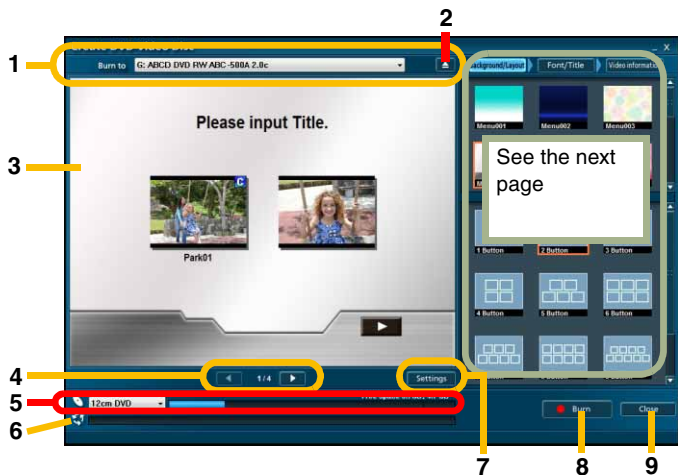 2
1
Burn to
G: ABCD DVD RW ABC-500A 2.0c
Background/Layout
Font/Title
Video information
3
Please input Title.
C
Park01
Menu001
Menu002
Menu003
See the next
page
1 Button
2 Button
3 Button
4 Button
5 Button
6 Button
4
1/4
Settings
5
12cm DVD
6
Burn
Close
7
8
9